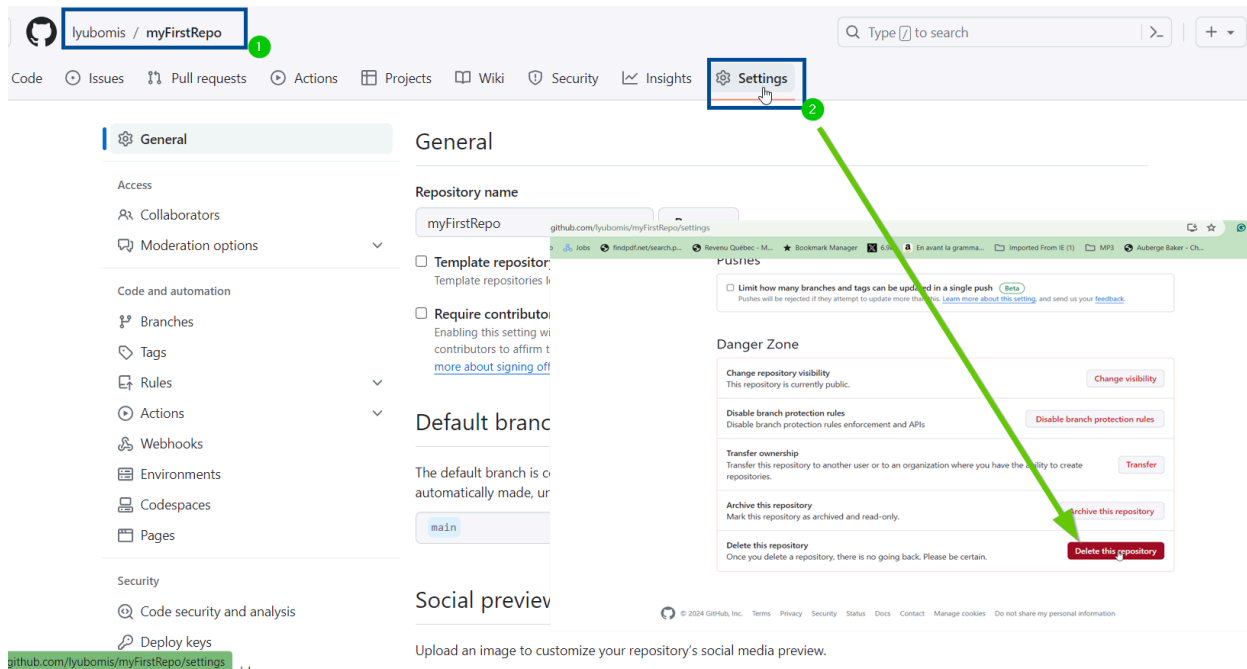 lyubomis / myFirstRepo
1
Type / to search
Code Issues Pull requests Actions Projects Wiki Security Insights Settings
2
General
Access
Collaborators
Moderation options
Code and automation
Branches
Tags
Rules
Actions
Webhooks
Environments
Codespaces
Pages
Security
Code security and analysis
Deploy keys
github.com/lyubomis/myFirstRepo/settings
General
Repository name
myFirstRepo
Template repository
Template repositories
Require contributo
Enabling this setting wi
contributors to affirm t
more about signing off
Default branc
The default branch is co
automatically made, un
main
Social preview
Upload an image to customize your repository's social media preview.
github.com/lyubomis/myFirstRepo/settings
Jobs findpdf.net/search.p... Revenu Québec - M... Bookmark Manager En avant la gramma... Imported From IE (1) MP3 Auberge Baker - Ch...
Pushes
Limit how many branches and tags can be updated in a single push Beta
Pushes will be rejected if they attempt to update more than this. Learn more about this setting, and send us your feedback.
Danger Zone
Change repository visibility
This repository is currently public.
Change visibility
Disable branch protection rules
Disable branch protection rules enforcement and APIs
Disable branch protection rules
Transfer ownership
Transfer this repository to another user or to an organization where you have the ability to create
repositories.
Transfer
Archive this repository
Mark this repository as archived and read-only.
Archive this repository
Delete this repository
Once you delete a repository, there is no going back. Please be certain.
Delete this repository
© 2024 GitHub, Inc. Terms Privacy Security Status Docs Contact Manage cookies Do not share my personal information